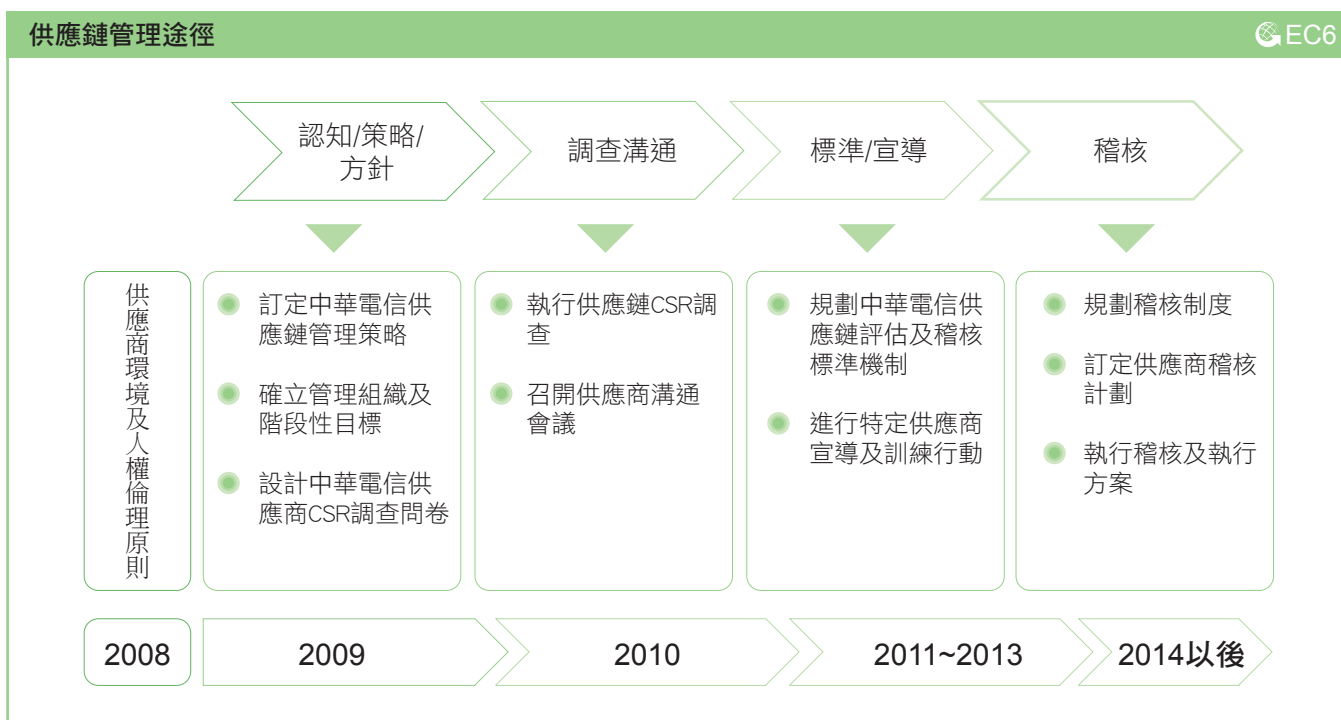 供應鏈管理途徑
EC6
認知/策略/
方針
調查溝通
標準/宣導
稽核
供應商環境及人權倫理原則
訂定中華電信供
應鏈管理策略
確立管理組織及
階段性目標
設計中華電信供
應商CSR調查問卷
執行供應鏈CSR調
查
召開供應商溝通
會議
規劃中華電信供
應鏈評估及稽核
標準機制
進行特定供應商
宣導及訓練行動
規劃稽核制度
訂定供應商稽核
計劃
執行稽核及執行
方案
2008
2009
2010
2011~2013
2014以後